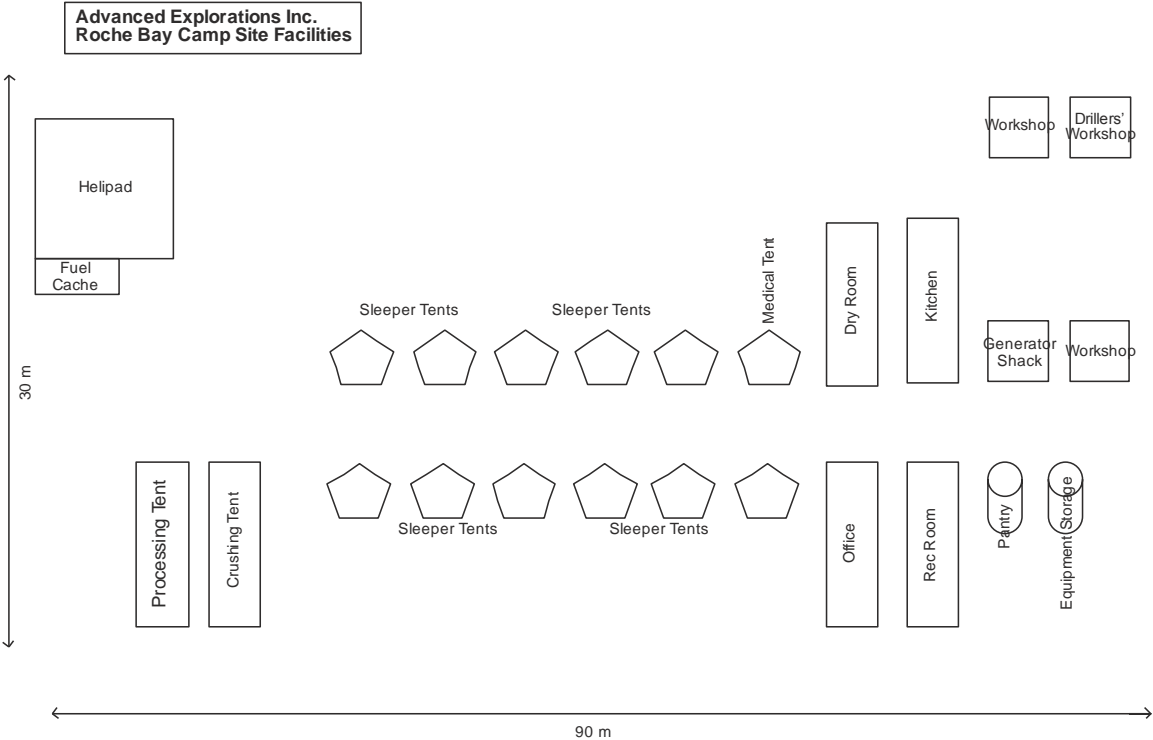 Advanced Explorations Inc.
Roche Bay Camp Site Facilities
Workshop
Drillers’
Workshop
Helipad
Fuel
Cache
30 m
Sleeper Tents
Sleeper Tents
Medical Tent
Dry Room
Kitchen
Generator
Shack
Workshop
Processing Tent
Crushing Tent
Sleeper Tents
Sleeper Tents
Office
Rec Room
Pantry
Equipment Storage
90 m